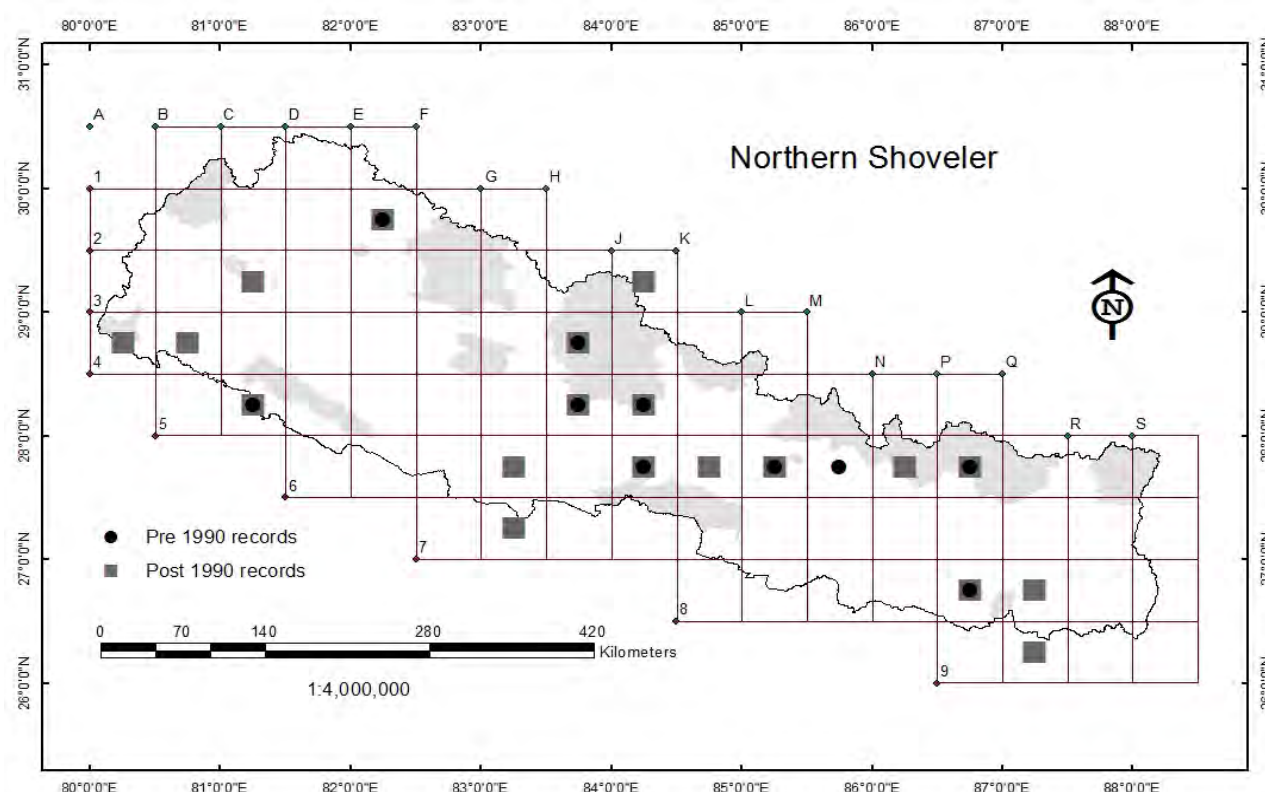 80°0'0"E 81°0'0"E 82°0'0"E 83°0'0"E 84°0'0"E 85°0'0"E 86°0'0"E 87°0'0"E 88°0'0"E
31°0'0"N
A B C D E F
Northern Shoveler
1 G H
30°0'0"N
2 J K
3 L M
29°0'0"N
N
4 N P Q
5 R S
28°0'0"N
6
Pre 1990 records
7
27°0'0"N
Post 1990 records
8
0 70 140 280 420
Kilometers
9
26°0'0"N
1:4,000,000
80°0'0"E 81°0'0"E 82°0'0"E 83°0'0"E 84°0'0"E 85°0'0"E 86°0'0"E 87°0'0"E 88°0'0"E